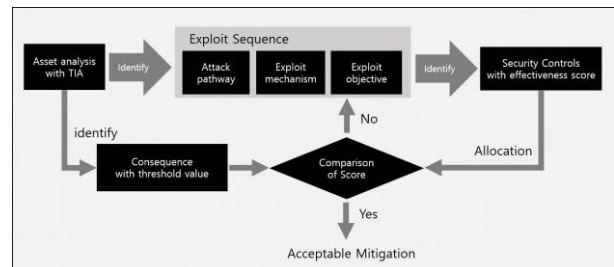 Exploit Sequence
Asset analysis
with TIA
Identify
Attack
pathway
Exploit
mechanism
Exploit
objective
Identify
Security Controls
with effectiveness score
identify
No
Consequence
with threshold value
Comparison
of Score
Allocation
Yes
Acceptable Mitigation